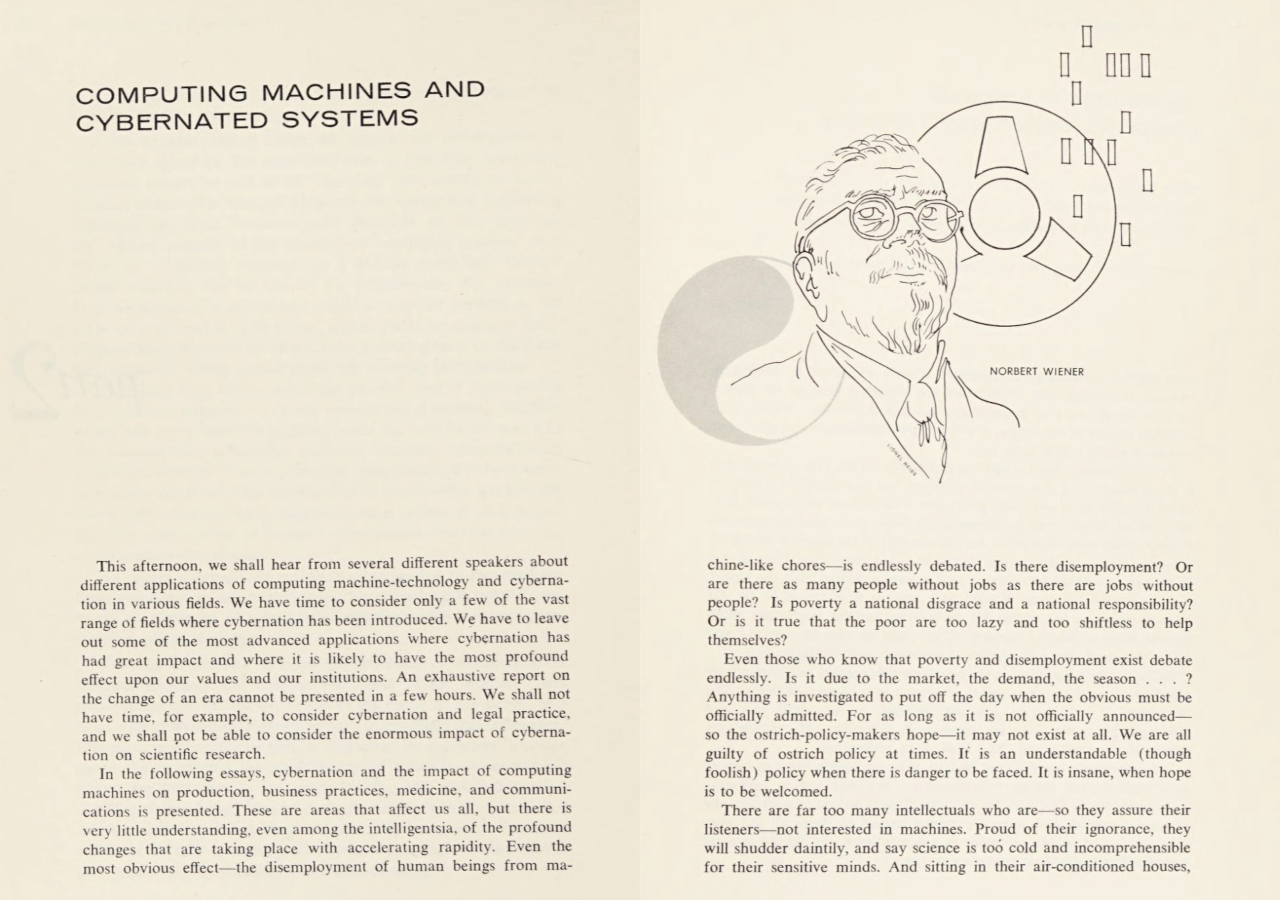 COMPUTING MACHINES AND
CYBERNATED SYSTEMS
This afternoon, we shall hear from several different speakers about
different applications of computing machine-technology and cyberna-
tion in various fields. We have time to consider only a few of the vast
range of fields where cybernation has been introduced. We have to leave
out some of the most advanced applications where cybernation has
had great impact and where it is likely to have the most profound
effect upon our values and our institutions. An exhaustive report on
the change of an era cannot be presented in a few hours. We shall not
have time, for example, to consider cybernation and legal practice,
and we shall not be able to consider the enormous impact of cyberna-
tion on scientific research.
In the following essays, cybernation and the impact of computing
machines on production, business practices, medicine, and communi-
cations is presented. These are areas that affect us all, but there is
very little understanding, even among the intelligentsia, of the profound
changes that are taking place with accelerating rapidity. Even the
most obvious effect—the disemployment of human beings from ma-
NORBERT WIENER
LIONEL REISS
chine-like chores—is endlessly debated. Is there disemployment? Or
are there as many people without jobs as there are jobs without
people? Is poverty a national disgrace and a national responsibility?
Or is it true that the poor are too lazy and too shiftless to help
themselves?
Even those who know that poverty and disemployment exist debate
endlessly. Is it due to the market, the demand, the season . . . ?
Anything is investigated to put off the day when the obvious must be
officially admitted. For as long as it is not officially announced—
so the ostrich-policy-makers hope—it may not exist at all. We are all
guilty of ostrich policy at times. It is an understandable (though
foolish) policy when there is danger to be faced. It is insane, when hope
is to be welcomed.
There are far too many intellectuals who are—so they assure their
listeners—not interested in machines. Proud of their ignorance, they
will shudder daintily, and say science is too cold and incomprehensible
for their sensitive minds. And sitting in their air-conditioned houses,